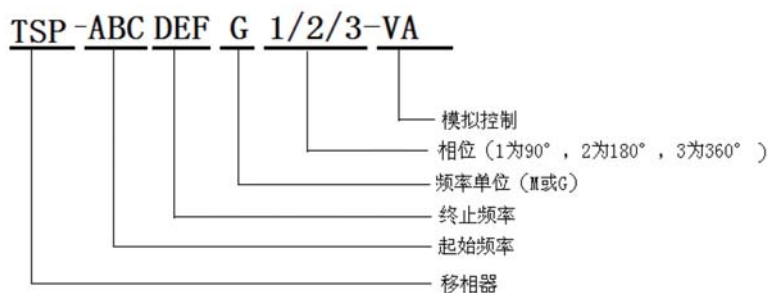 TSP-ABC DEF G 1/2/3-VA
模拟控制
相位（1为90°，2为180°，3为360°）
频率单位（M或G）
终止频率
起始频率
移相器